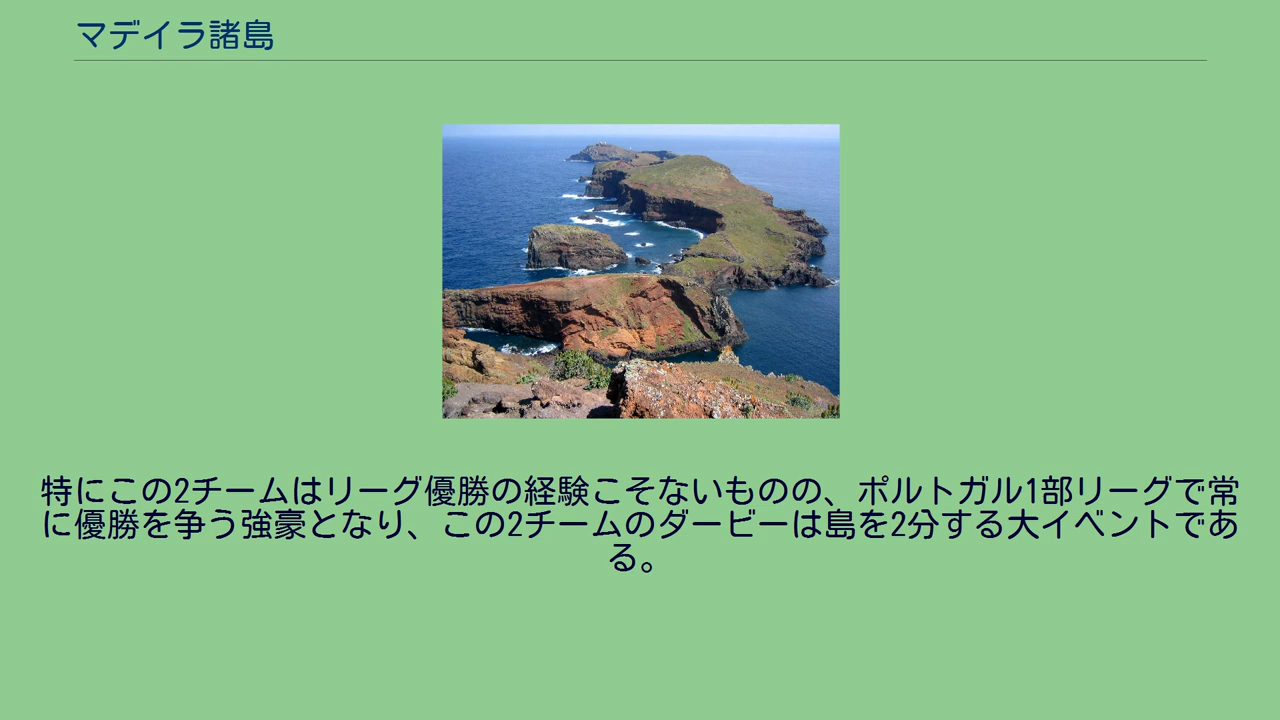 マデイラ諸島
特にこの2チームはリーグ優勝の経験こそないものの、ポルトガル1部リーグで常
に優勝を争う強豪となり、この2チームのダービーは島を2分する大イベントであ
る。